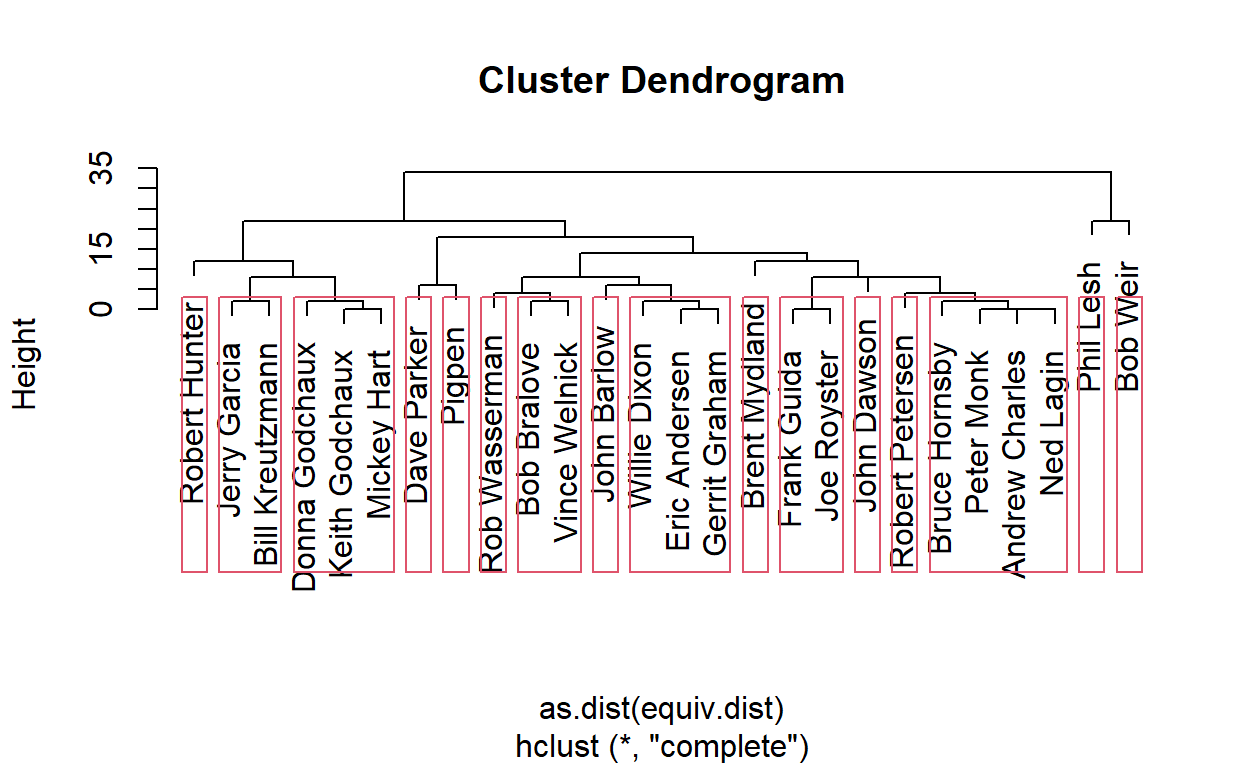 Cluster Dendrogram
Height
35
15
0
Robert Hunter
Jerry Garcia
Bill Kreutzmann
Donna Godchaux
Keith Godchaux
Mickey Hart
Dave Parker
Pigpen
Rob Wasserman
Bob Bralove
Vince Welnick
John Barlow
Willie Dixon
Eric Andersen
Gerrit Graham
Brent Mydland
Frank Guida
Joe Royster
John Dawson
Robert Petersen
Bruce Hornsby
Peter Monk
Andrew Charles
Ned Lagin
Phil Lesh
Bob Weir
as.dist(equiv.dist)
hclust (*, "complete")